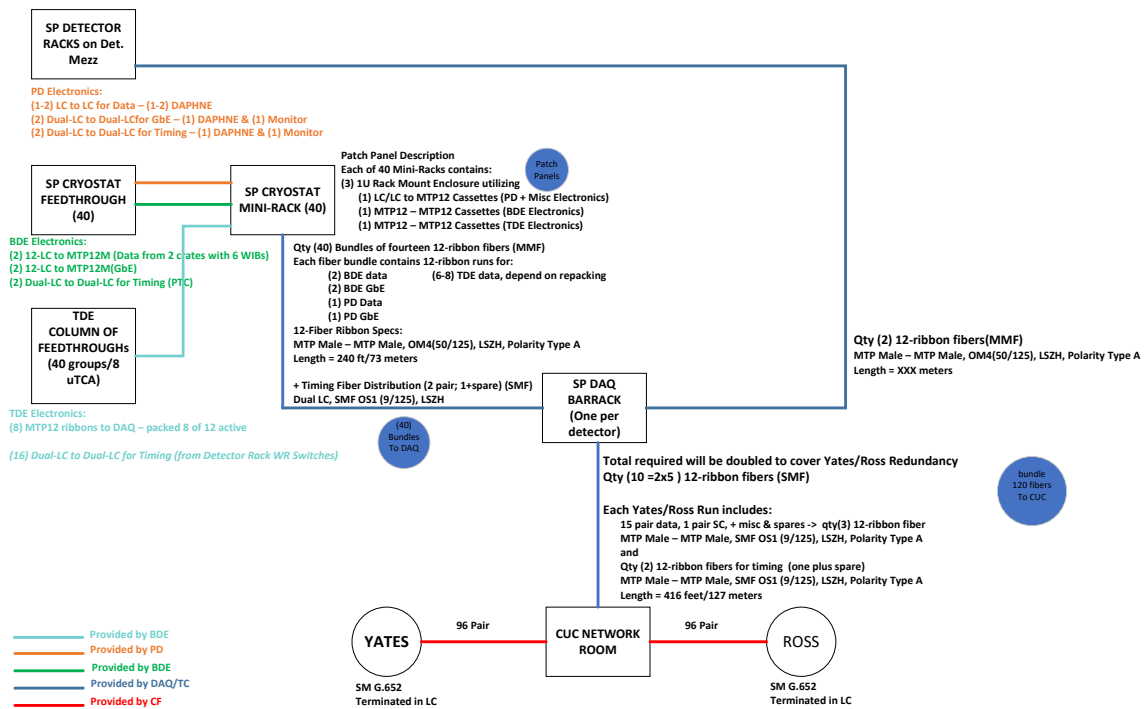 SP DETECTOR
RACKS on Det.
Mezz
PD Electronics:
(1-2) LC to LC for Data – (1-2) DAPHNE
(2) Dual-LC to Dual-LCfor GbE – (1) DAPHNE & (1) Monitor
(2) Dual-LC to Dual-LC for Timing – (1) DAPHNE & (1) Monitor
SP CRYOSTAT
FEEDTHROUGH
(40)
SP CRYOSTAT
MINI-RACK (40)
Patch Panel Description
Each of 40 Mini-Racks contains:
(3) 1U Rack Mount Enclosure utilizing
(1) LC/LC to MTP12 Cassettes (PD + Misc Electronics)
(1) MTP12 – MTP12 Cassettes (BDE Electronics)
(1) MTP12 – MTP12 Cassettes (TDE Electronics)
Patch
Panels
BDE Electronics:
(2) 12-LC to MTP12M (Data from 2 crates with 6 WIBs)
(2) 12-LC to MTP12M(GbE)
(2) Dual-LC to Dual-LC for Timing (PTC)
Qty (40) Bundles of fourteen 12-ribbon fibers (MMF)
Each fiber bundle contains 12-ribbon runs for:
(2) BDE data (6-8) TDE data, depend on repacking
(2) BDE GbE
(1) PD Data
(1) PD GbE
12-Fiber Ribbon Specs:
MTP Male – MTP Male, OM4(50/125), LSZH, Polarity Type A
Length = 240 ft/73 meters
+ Timing Fiber Distribution (2 pair; 1+spare) (SMF)
Dual LC, SMF OS1 (9/125), LSZH
TDE
COLUMN OF
FEEDTHROUGHs
(40 groups/8
uTCA)
TDE Electronics:
(8) MTP12 ribbons to DAQ – packed 8 of 12 active
(16) Dual-LC to Dual-LC for Timing (from Detector Rack WR Switches)
(40)
Bundles
To DAQ
SP DAQ
BARRACK
(One per
detector)
Qty (2) 12-ribbon fibers(MMF)
MTP Male – MTP Male, OM4(50/125), LSZH, Polarity Type A
Length = XXX meters
Total required will be doubled to cover Yates/Ross Redundancy
Qty (10 =2x5 ) 12-ribbon fibers (SMF)
Each Yates/Ross Run includes:
15 pair data, 1 pair SC, + misc & spares -> qty(3) 12-ribbon fiber
MTP Male – MTP Male, SMF OS1 (9/125), LSZH, Polarity Type A
and
Qty (2) 12-ribbon fibers for timing (one plus spare)
MTP Male – MTP Male, SMF OS1 (9/125), LSZH, Polarity Type A
Length = 416 feet/127 meters
bundle
120 fibers
To CUC
YATES
96 Pair
CUC NETWORK
ROOM
96 Pair
ROSS
SM G.652
Terminated in LC
SM G.652
Terminated in LC
Provided by BDE
Provided by PD
Provided by BDE
Provided by DAQ/TC
Provided by CF